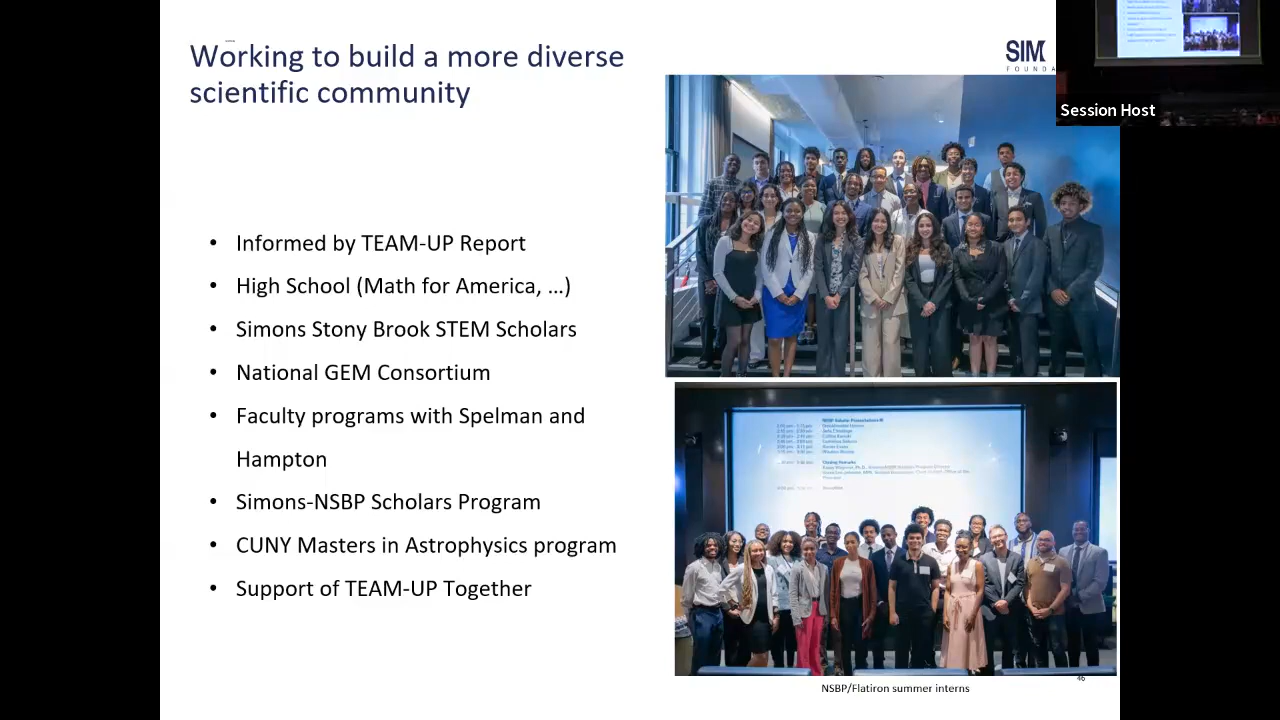 Working to build a more diverse
scientific community
SIM
FOUNDA
Session Host
• Informed by TEAM-UP Report
• High School (Math for America, …)
• Simons Stony Brook STEM Scholars
• National GEM Consortium
• Faculty programs with Spelman and
Hampton
• Simons-NSBP Scholars Program
• CUNY Masters in Astrophysics program
• Support of TEAM-UP Together
NSBP/Flatiron summer interns
46